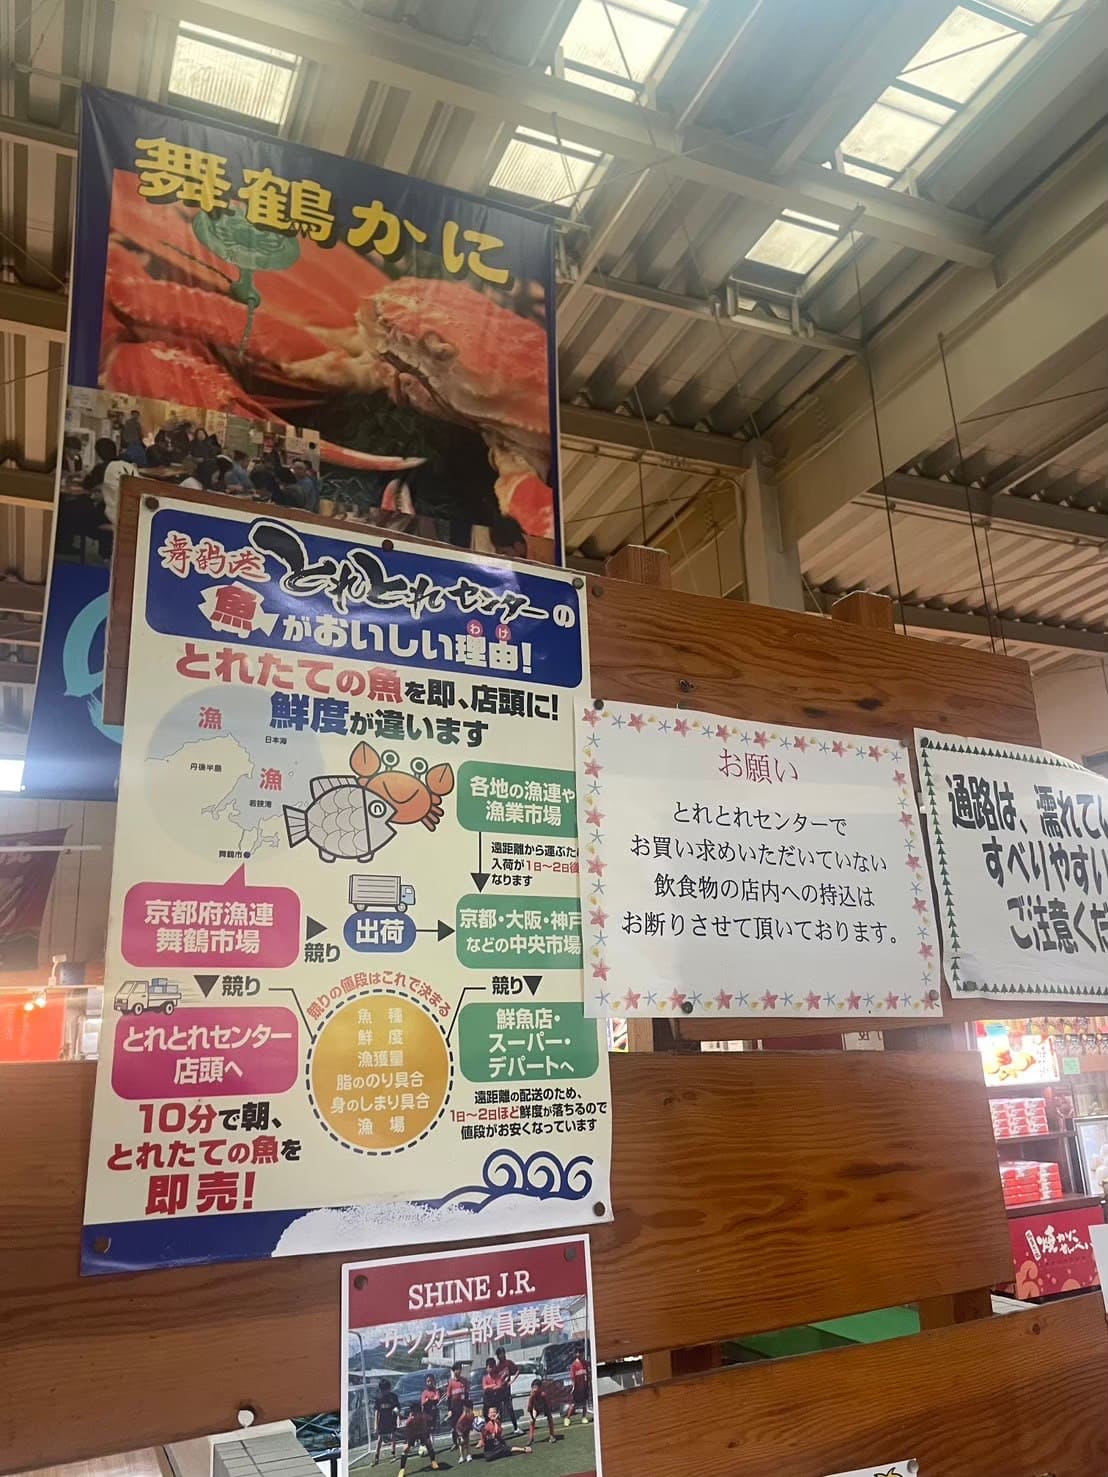 舞鶴かに
舞鶴港 とれとれセンターの
魚がおいしい理由!
わけ
とれたての魚を即、店頭に!
鮮度が違います
漁
日本海
丹後半島
漁
若狭湾
舞鶴市
各地の漁連や
漁業市場
遠距離から運ぶた
入荷が1日〜2日後
なります
京都府漁連
舞鶴市場
競り
出荷
京都・大阪・神戸
などの中央市場
競り
競りの値段はこれで決まる
競り
とれとれセンター
店頭へ
魚種
鮮度
漁獲量
脂ののり具合
身のしまり具合
漁場
鮮魚店・
スーパー・
デパートへ
遠距離の配送のため、
1日〜2日ほど鮮度が落ちるので
値段がお安くなっています
10分で朝、
とれたての魚を
即売!
お願い
とれとれセンターで
お買い求めいただいていない
飲食物の店内への持込は
お断りさせて頂いております。
通路は、濡れてい
すべりやすい
ご注意くだ
焼かにせんべい
SHINE J.R.
サッカー部員募集